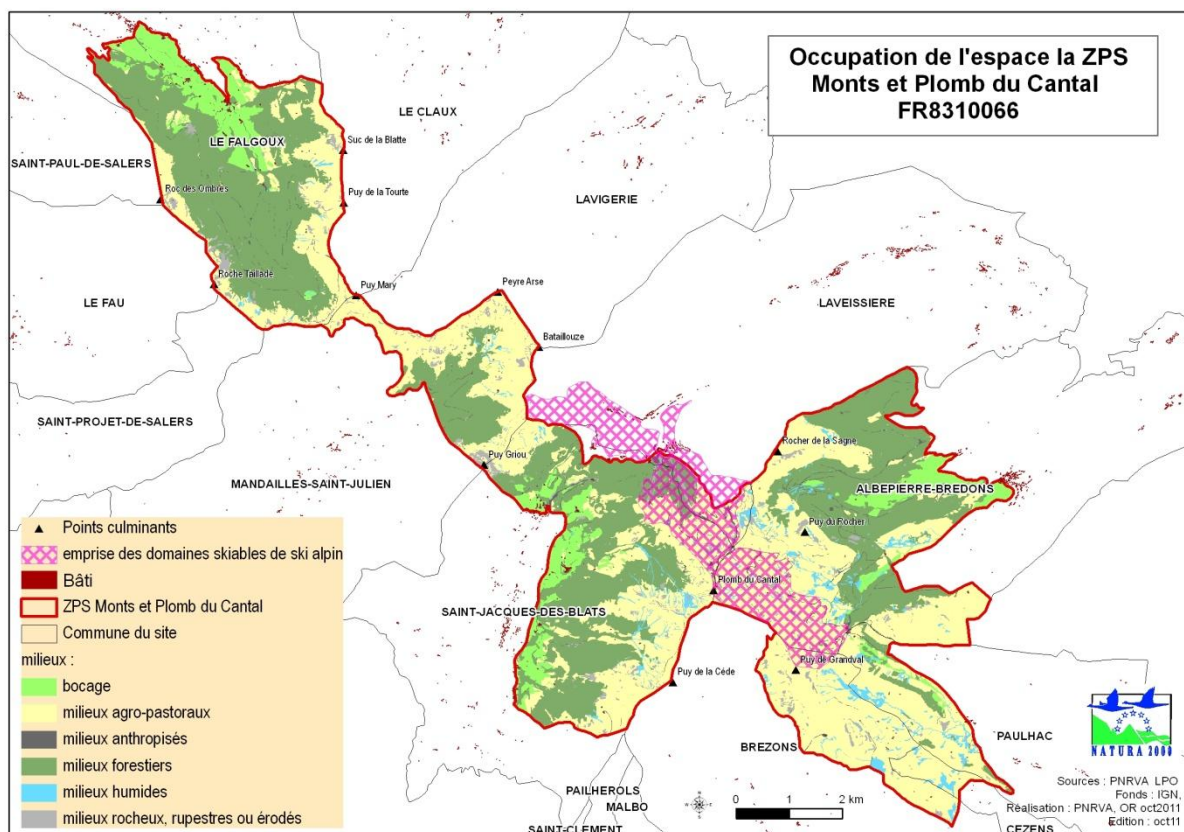 Occupation de l'espace la ZPS
Monts et Plomb du Cantal
FR8310066
LE CLAUX
Suc de la Blatte
LE FALGOUX
SAINT-PAUL-DE-SALERS
Roc des Ombres
Puy de la Tourte
LAVIGERIE
Roche Taillade
Puy Mary
Peyre Arse
LE FAU
LAVEISSIERE
Bataillouze
SAINT-PROJET-DE-SALERS
Rocher de la Sagne
Puy Griou
MANDAILLES-SAINT-JULIEN
ALBEPIERRE-BREDONS
Puy du Rocher
Plomb du Cantal
SAINT-JACQUES-DES-BLATS
Puy de Grandval
Puy de la Cède
BREZONS
PAULHAC
PAILHEROLS
MALBO
SAINT-CLEMENT
CEZENS
Points culminants
emprise des domaines skiables de ski alpin
Bâti
ZPS Monts et Plomb du Cantal
Commune du site
milieux :
bocage
milieux agro-pastoraux
milieux anthropisés
milieux forestiers
milieux humides
milieux rocheux, rupestres ou érodés
0 1 2 km
NATURA 2000
Sources : PNRVA LPO
Fonds : IGN,
Réalisation : PNRVA, OR oct2011
Edition : oct11